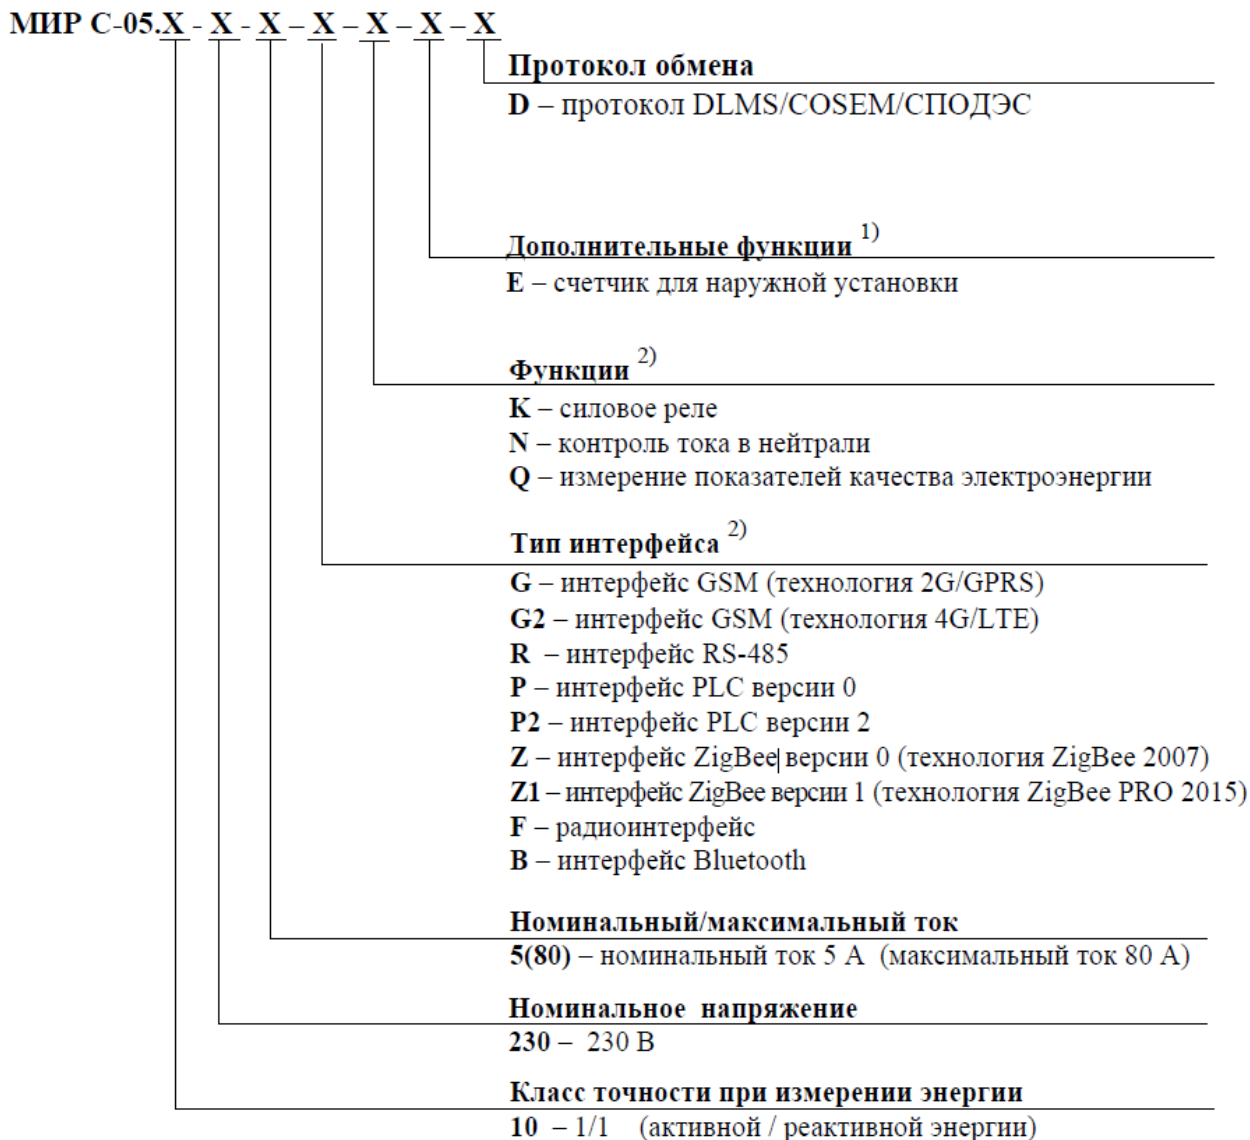 МИР С-05.X - X - X – X – X – X – X
Протокол обмена
D – протокол DLMS/COSEM/СПОДЭС
Дополнительные функции 1)
E – счетчик для наружной установки
Функции 2)
K – силовое реле
N – контроль тока в нейтрали
Q – измерение показателей качества электроэнергии
Тип интерфейса 2)
G – интерфейс GSM (технология 2G/GPRS)
G2 – интерфейс GSM (технология 4G/LTE)
R – интерфейс RS-485
P – интерфейс PLC версии 0
P2 – интерфейс PLC версии 2
Z – интерфейс ZigBee версии 0 (технология ZigBee 2007)
Z1 – интерфейс ZigBee версии 1 (технология ZigBee PRO 2015)
F – радиоинтерфейс
B – интерфейс Bluetooth
Номинальный/максимальный ток
5(80) – номинальный ток 5 А (максимальный ток 80 А)
Номинальное напряжение
230 – 230 В
Класс точности при измерении энергии
10 – 1/1 (активной / реактивной энергии)